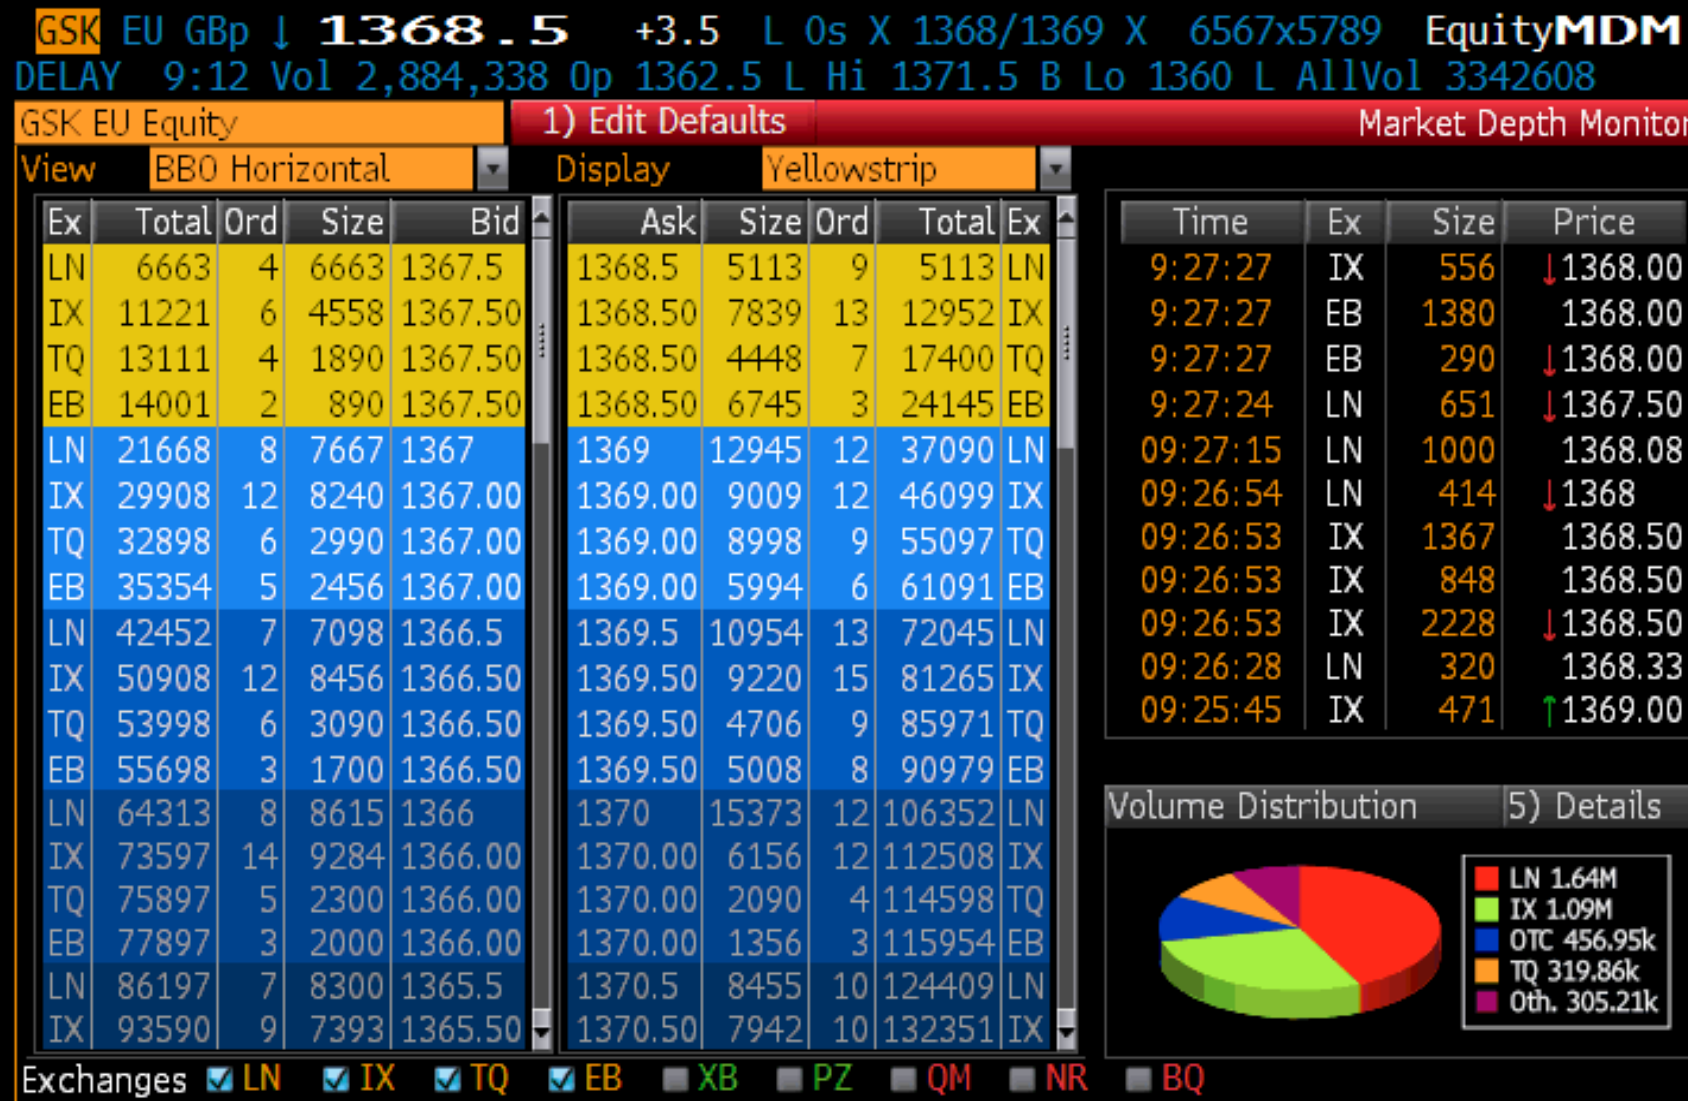 GSK EU GBp ↓ 1368.5 +3.5 L Os X 1368/1369 X 6567x5789 EquityMDM
DELAY 9:12 Vol 2,884,338 Op 1362.5 L Hi 1371.5 B Lo 1360 L AllVol 3342608
GSK EU Equity 1) Edit Defaults Market Depth Monitor
View BBO Horizontal Display Yellowstrip
Ex Total Ord Size Bid Ask Size Ord Total Ex
LN 6663 4 6663 1367.5 1368.5 5113 9 5113 LN
IX 11221 6 4558 1367.50 1368.50 7839 13 12952 IX
TQ 13111 4 1890 1367.50 1368.50 4448 7 17400 TQ
EB 14001 2 890 1367.50 1368.50 6745 3 24145 EB
LN 21668 8 7667 1367 1369 12945 12 37090 LN
IX 29908 12 8240 1367.00 1369.00 9009 12 46099 IX
TQ 32898 6 2990 1367.00 1369.00 8998 9 55097 TQ
EB 35354 5 2456 1367.00 1369.00 5994 6 61091 EB
LN 42452 7 7098 1366.5 1369.5 10954 13 72045 LN
IX 50908 12 8456 1366.50 1369.50 9220 15 81265 IX
TQ 53998 6 3090 1366.50 1369.50 4706 9 85971 TQ
EB 55698 3 1700 1366.50 1369.50 5008 8 90979 EB
LN 64313 8 8615 1366 1370 15373 12 106352 LN
IX 73597 14 9284 1366.00 1370.00 6156 12 112508 IX
TQ 75897 5 2300 1366.00 1370.00 2090 4 114598 TQ
EB 77897 3 2000 1366.00 1370.00 1356 3 115954 EB
LN 86197 7 8300 1365.5 1370.5 8455 10 124409 LN
IX 93590 9 7393 1365.50 1370.50 7942 10 132351 IX
Time Ex Size Price
9:27:27 IX 556 ↓1368.00
9:27:27 EB 1380 1368.00
9:27:27 EB 290 ↓1368.00
9:27:24 LN 651 ↓1367.50
09:27:15 LN 1000 1368.08
09:26:54 LN 414 ↓1368
09:26:53 IX 1367 1368.50
09:26:53 IX 848 1368.50
09:26:53 IX 2228 ↓1368.50
09:26:28 LN 320 1368.33
09:25:45 IX 471 ↑1369.00
Volume Distribution 5) Details
LN 1.64M
IX 1.09M
OTC 456.95k
TQ 319.86k
Oth. 305.21k
Exchanges LN IX TQ EB XB PZ QM NR BQ